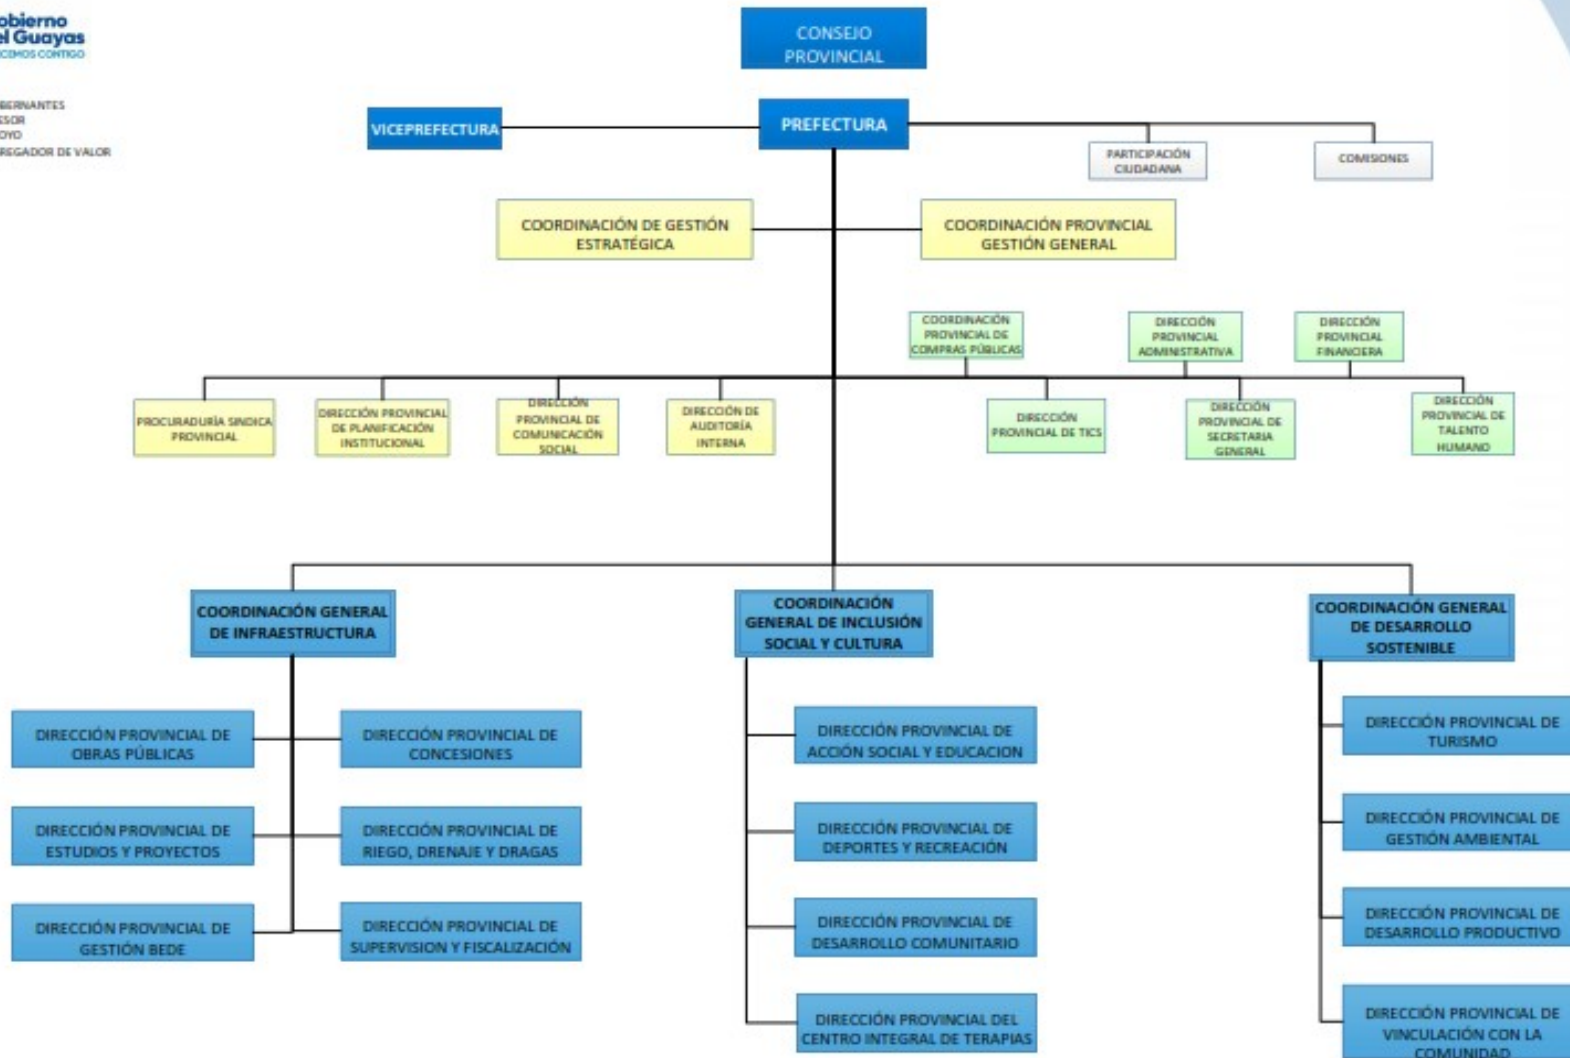 obierno
el Guayas
CEMOS CONTIGO
BERNANTES
ESOR
OYO
REGADOR DE VALOR
CONSEJO
PROVINCIAL
VICEPREFECTURA
PREFECTURA
PARTICIPACIÓN
CIUDADANA
COMISIONES
COORDINACIÓN DE GESTIÓN
ESTRATÉGICA
COORDINACIÓN PROVINCIAL
GESTIÓN GENERAL
COORDINACIÓN
PROVINCIAL DE
COMPRAS PÚBLICAS
DIRECCIÓN
PROVINCIAL
ADMINISTRATIVA
DIRECCIÓN
PROVINCIAL
FINANCIERA
PROCURADURÍA SINDICA
PROVINCIAL
DIRECCIÓN PROVINCIAL
DE PLANIFICACIÓN
INSTITUCIONAL
DIRECCIÓN
PROVINCIAL DE
COMUNICACIÓN
SOCIAL
DIRECCIÓN DE
AUDITORÍA
INTERNA
DIRECCIÓN
PROVINCIAL DE TICS
DIRECCIÓN
PROVINCIAL DE
SECRETARIA
GENERAL
DIRECCIÓN
PROVINCIAL DE
TALENTO
HUMANO
COORDINACIÓN GENERAL
DE INFRAESTRUCTURA
COORDINACIÓN
GENERAL DE INCLUSIÓN
SOCIAL Y CULTURA
COORDINACIÓN GENERAL
DE DESARROLLO
SOSTENIBLE
DIRECCIÓN PROVINCIAL DE
OBRAS PÚBLICAS
DIRECCIÓN PROVINCIAL DE
CONCESIONES
DIRECCIÓN PROVINCIAL DE
ESTUDIOS Y PROYECTOS
DIRECCIÓN PROVINCIAL DE
RIEGO, DRENAJE Y DRAGAS
DIRECCIÓN PROVINCIAL DE
GESTIÓN BEDE
DIRECCIÓN PROVINCIAL DE
SUPERVISION Y FISCALIZACIÓN
DIRECCIÓN PROVINCIAL DE
ACCIÓN SOCIAL Y EDUCACION
DIRECCIÓN PROVINCIAL DE
DEPORTES Y RECREACIÓN
DIRECCIÓN PROVINCIAL DE
DESARROLLO COMUNITARIO
DIRECCIÓN PROVINCIAL DEL
CENTRO INTEGRAL DE TERAPIAS
DIRECCIÓN PROVINCIAL DE
TURISMO
DIRECCIÓN PROVINCIAL DE
GESTIÓN AMBIENTAL
DIRECCIÓN PROVINCIAL DE
DESARROLLO PRODUCTIVO
DIRECCIÓN PROVINCIAL DE
VINCULACIÓN CON LA
COMUNIDAD